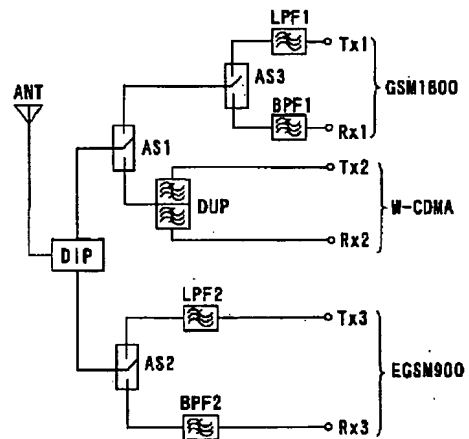 LPF1
Tx1
AS3
GSM1800
ANT
BPF1
Rx1
AS1
Tx2
DUP
W-CDMA
Rx2
DIP
LPF2
Tx3
AS2
EGSM900
BPF2
Rx3